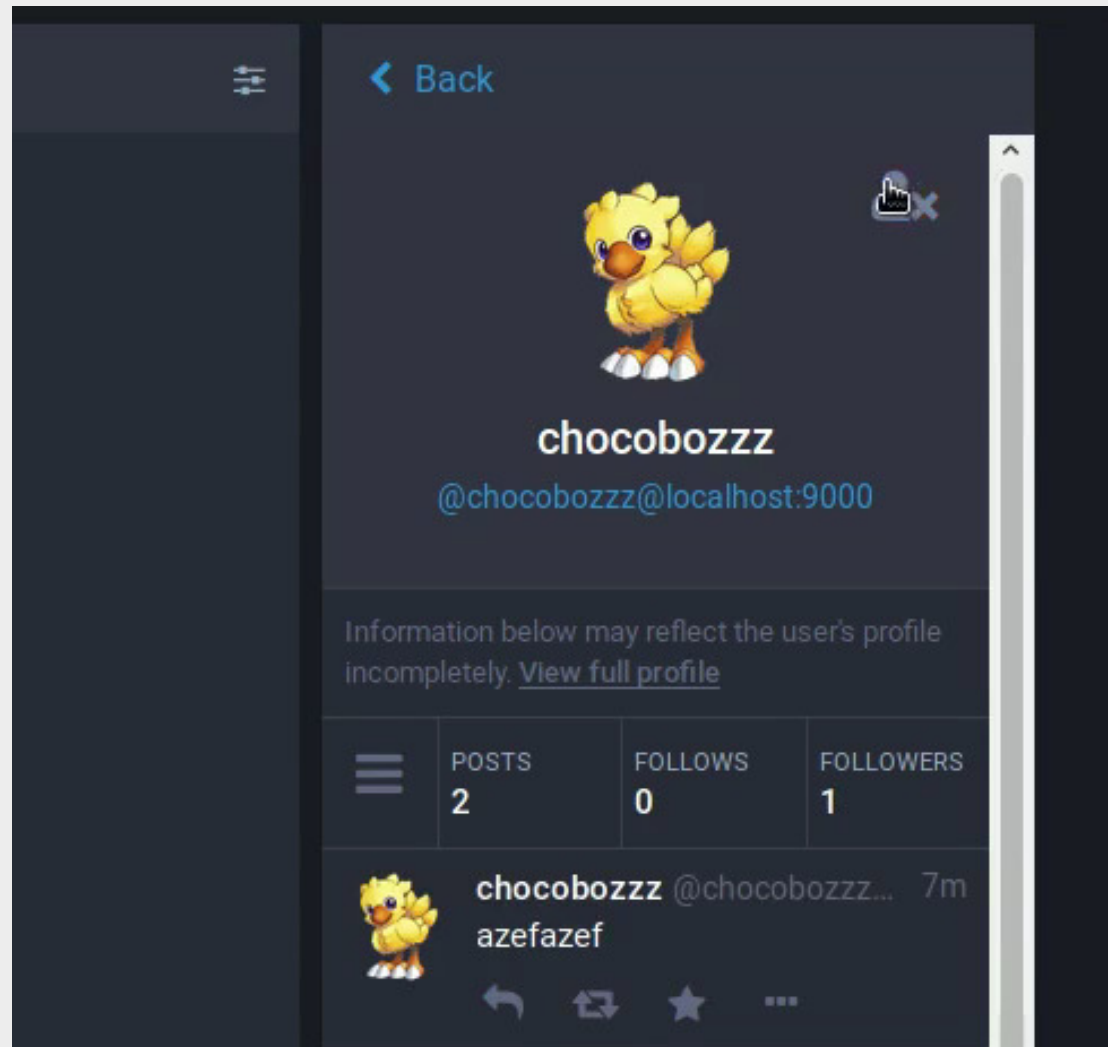 Back
chocobozzz
@chocobozzz@localhost:9000
Information below may reflect the user's profile
incompletely. View full profile
POSTS
2
FOLLOWS
0
FOLLOWERS
1
chocobozzz @chocobozzz... 7m
azefazef